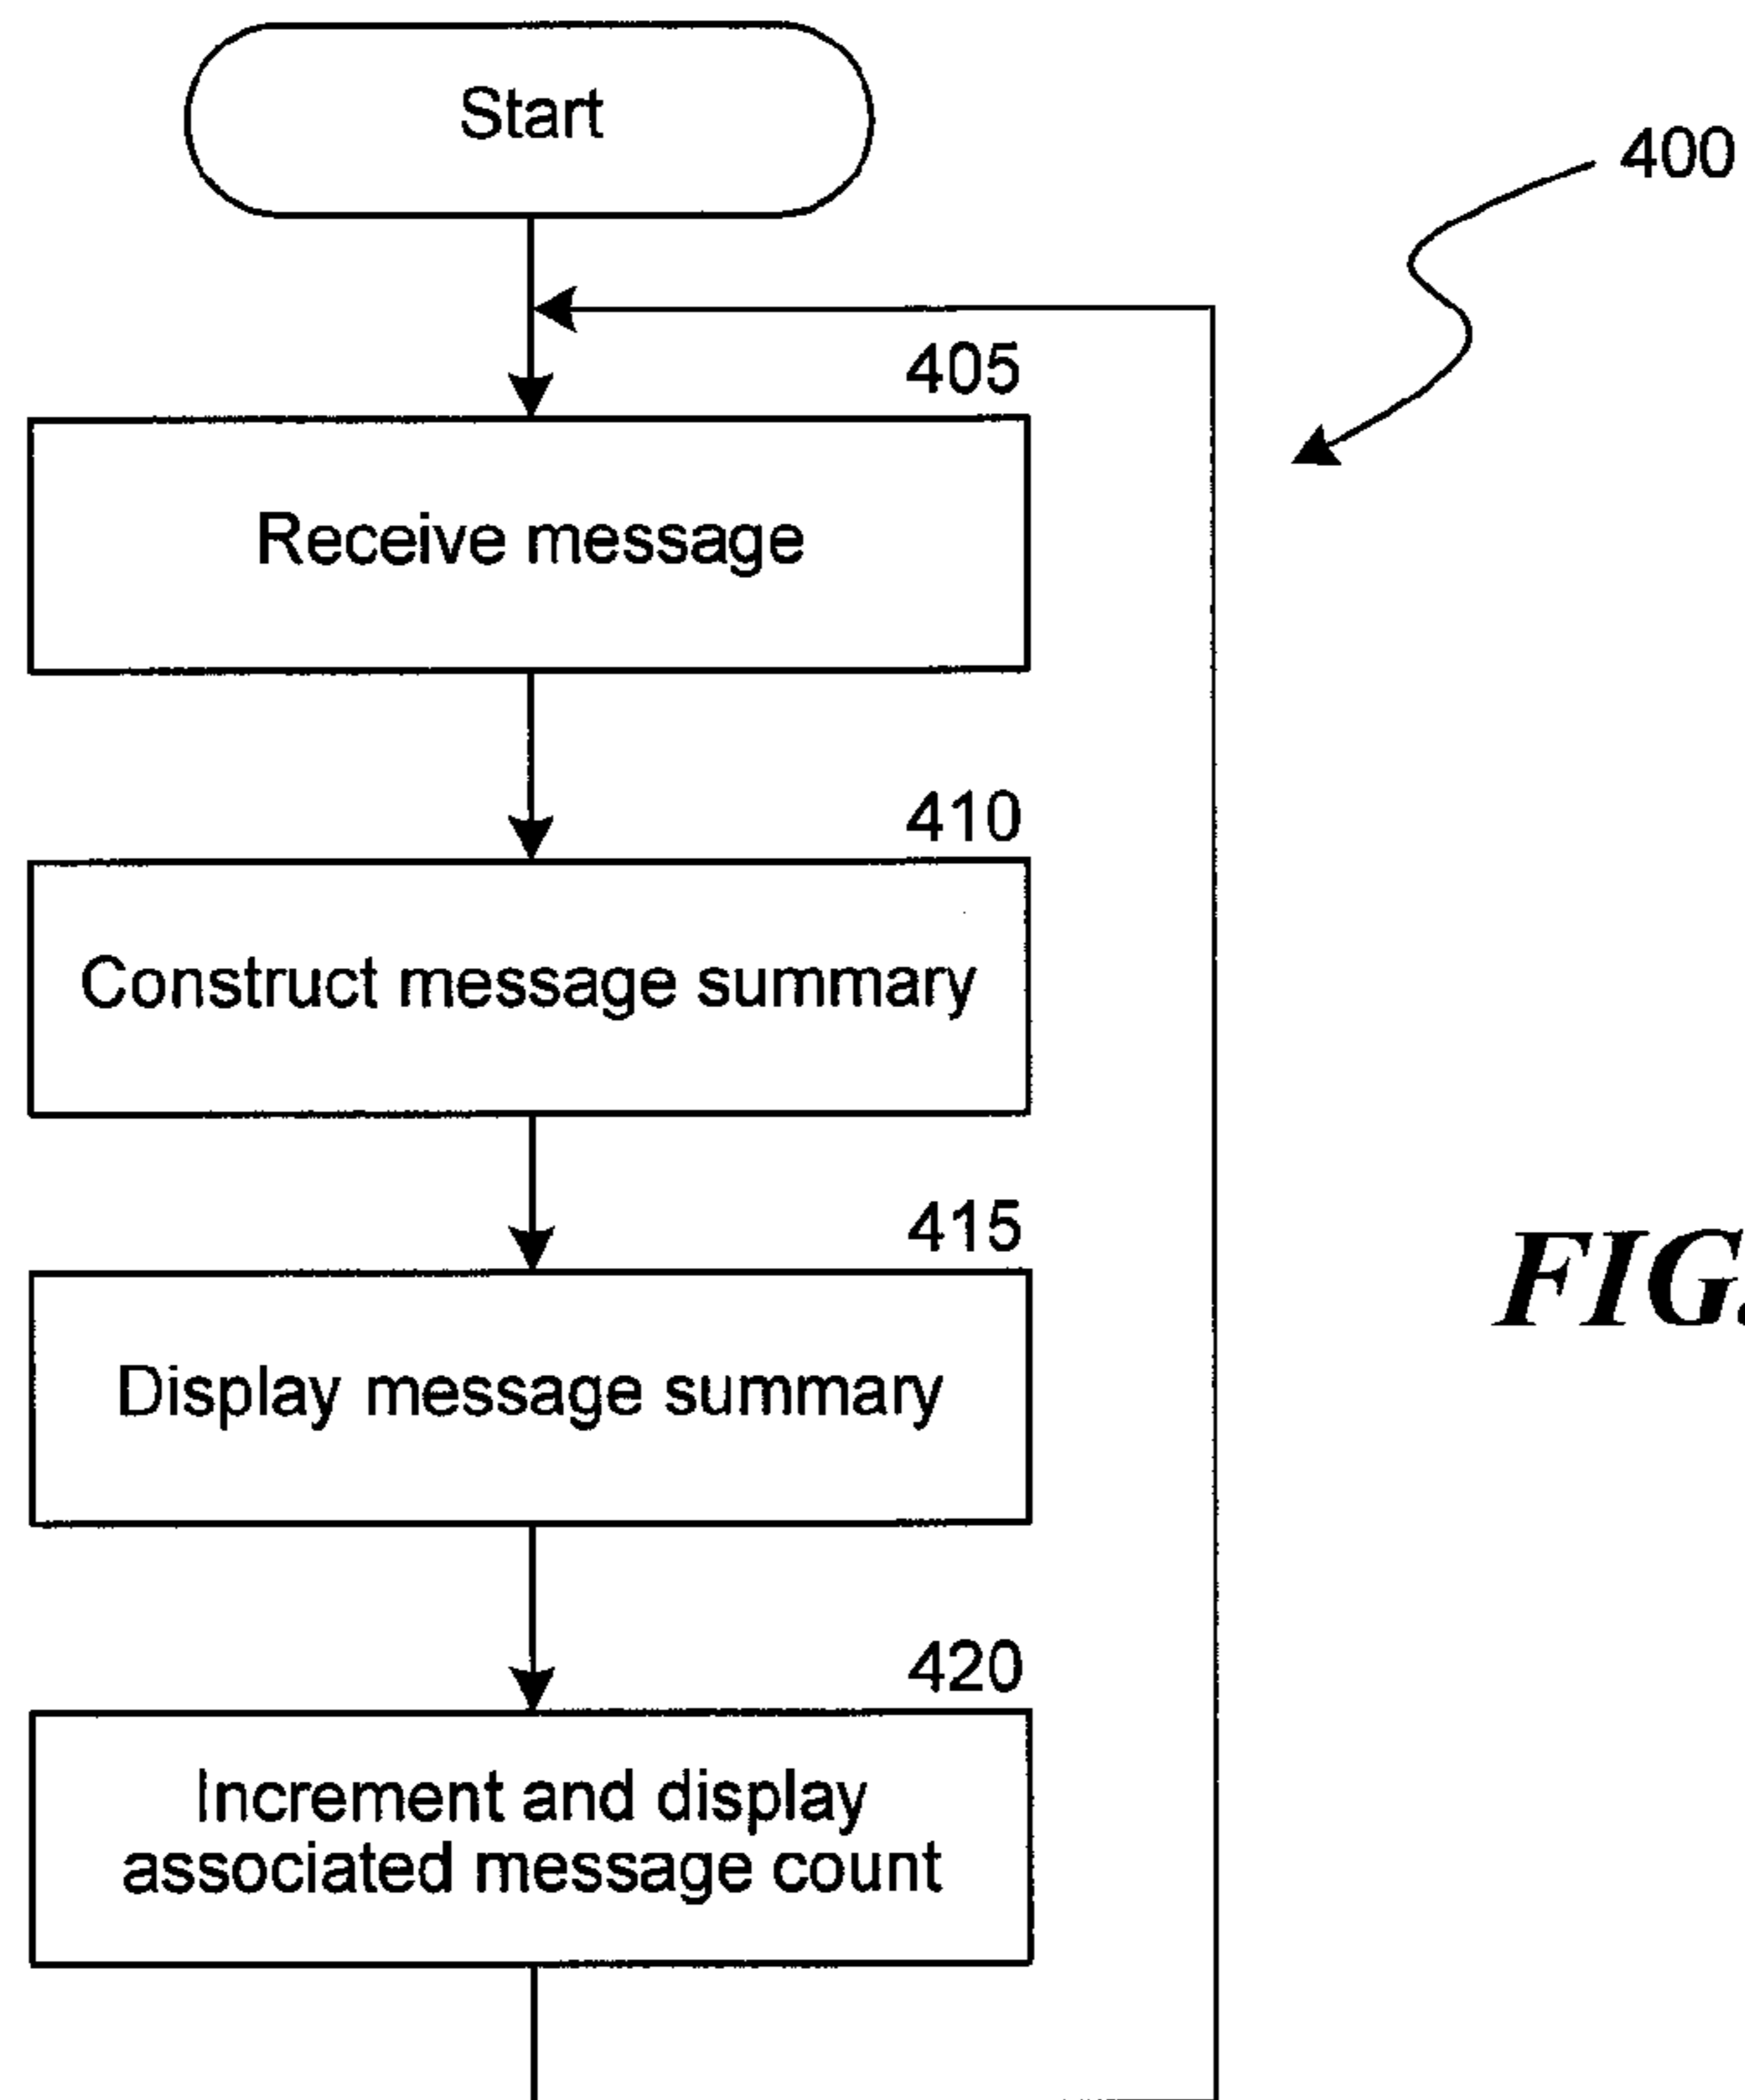 Start
400
405
Receive message
410
Construct message summary
415
Display message summary
FIG.
420
Increment and display
associated message count